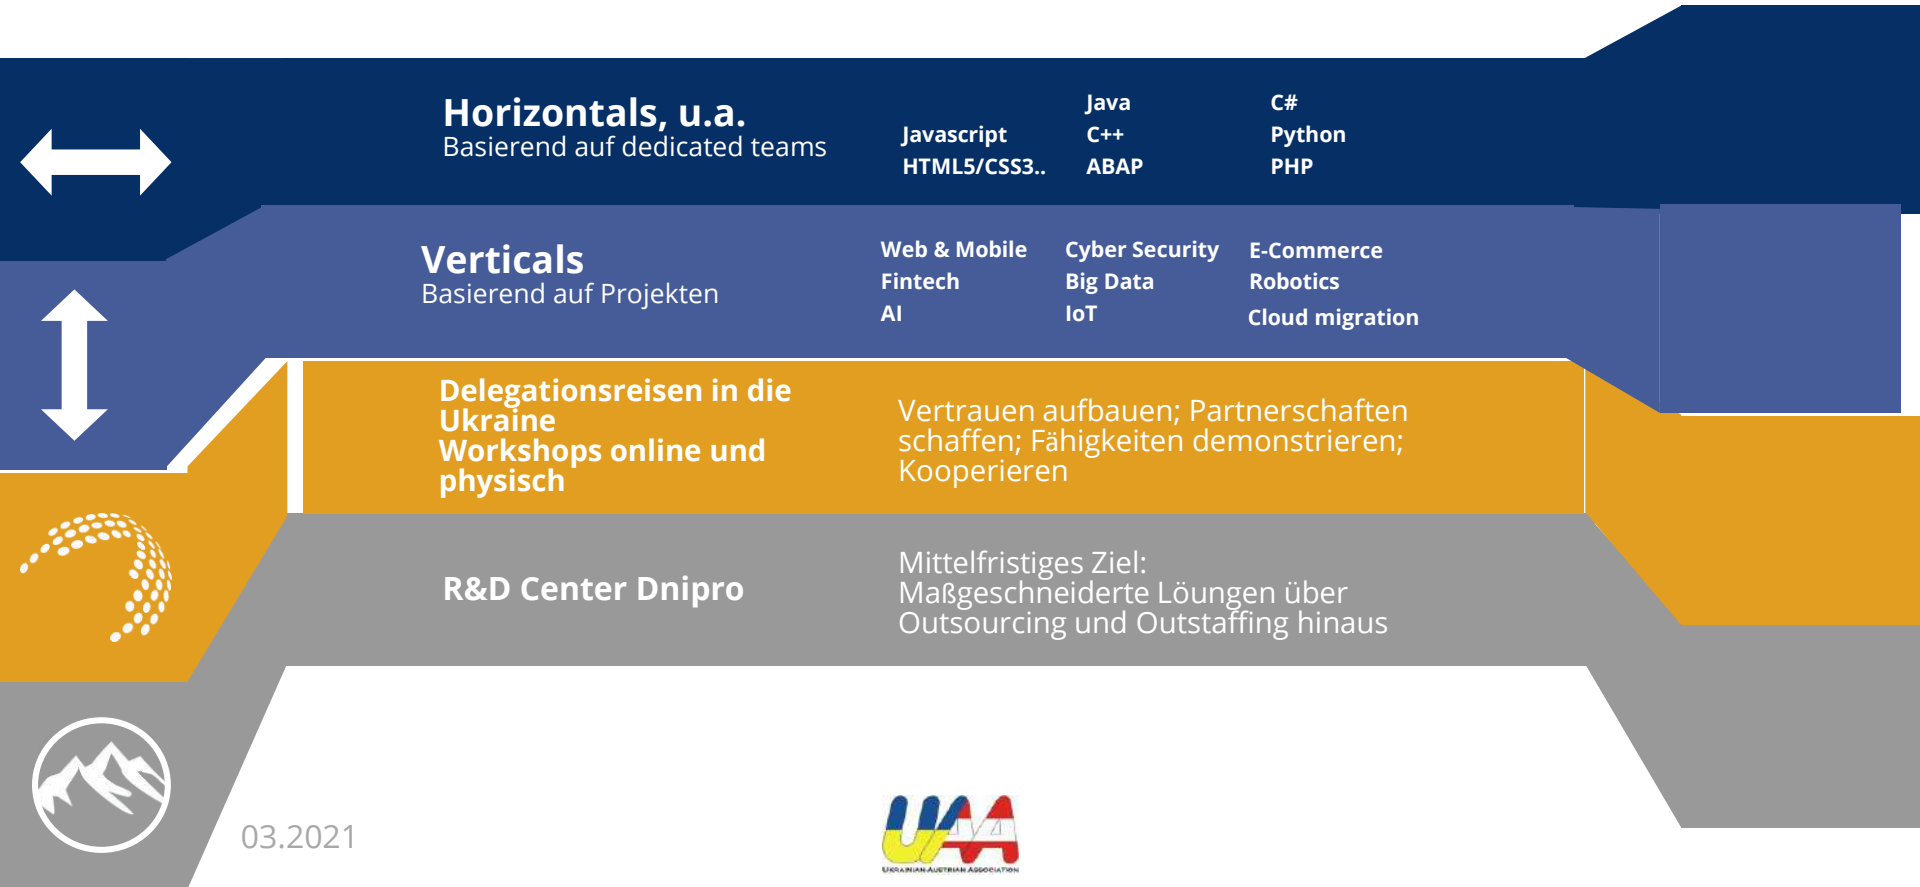 Horizontals, u.a.
Basierend auf dedicated teams
Javascript
HTML5/CSS3..
Java
C++
ABAP
C#
Python
PHP
Verticals
Basierend auf Projekten
Web & Mobile
Fintech
AI
Cyber Security
Big Data
IoT
E-Commerce
Robotics
Cloud migration
Delegationsreisen in die
Ukraine
Workshops online und
physisch
Vertrauen aufbauen; Partnerschaften
schaffen; Fähigkeiten demonstrieren;
Kooperieren
R&D Center Dnipro
Mittelfristiges Ziel:
Maßgeschneiderte Löungen über
Outsourcing und Outstaffing hinaus
03.2021
UAA
UKRAINIAN-AUSTRIAN ASSOCIATION